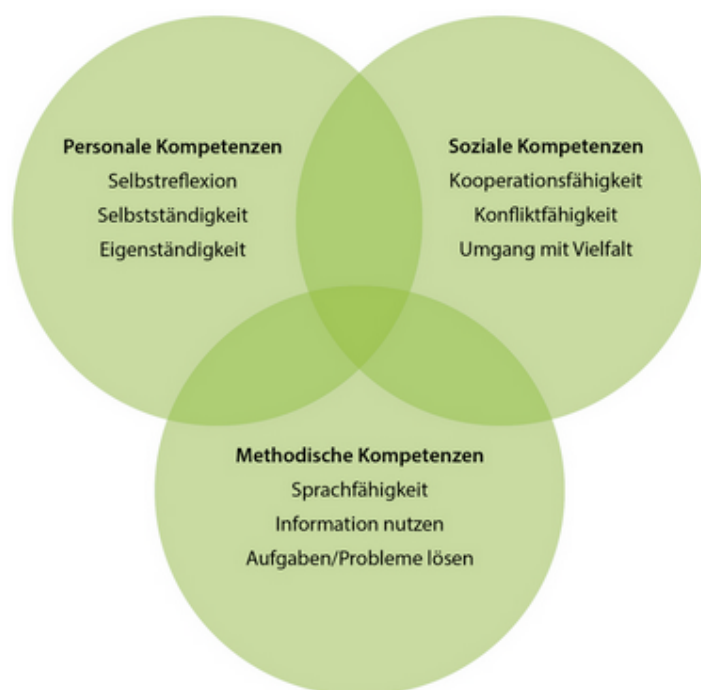 Personale Kompetenzen
Selbstreflexion
Selbstständigkeit
Eigenständigkeit
Soziale Kompetenzen
Kooperationsfähigkeit
Konfliktfähigkeit
Umgang mit Vielfalt
Methodische Kompetenzen
Sprachfähigkeit
Information nutzen
Aufgaben/Probleme lösen